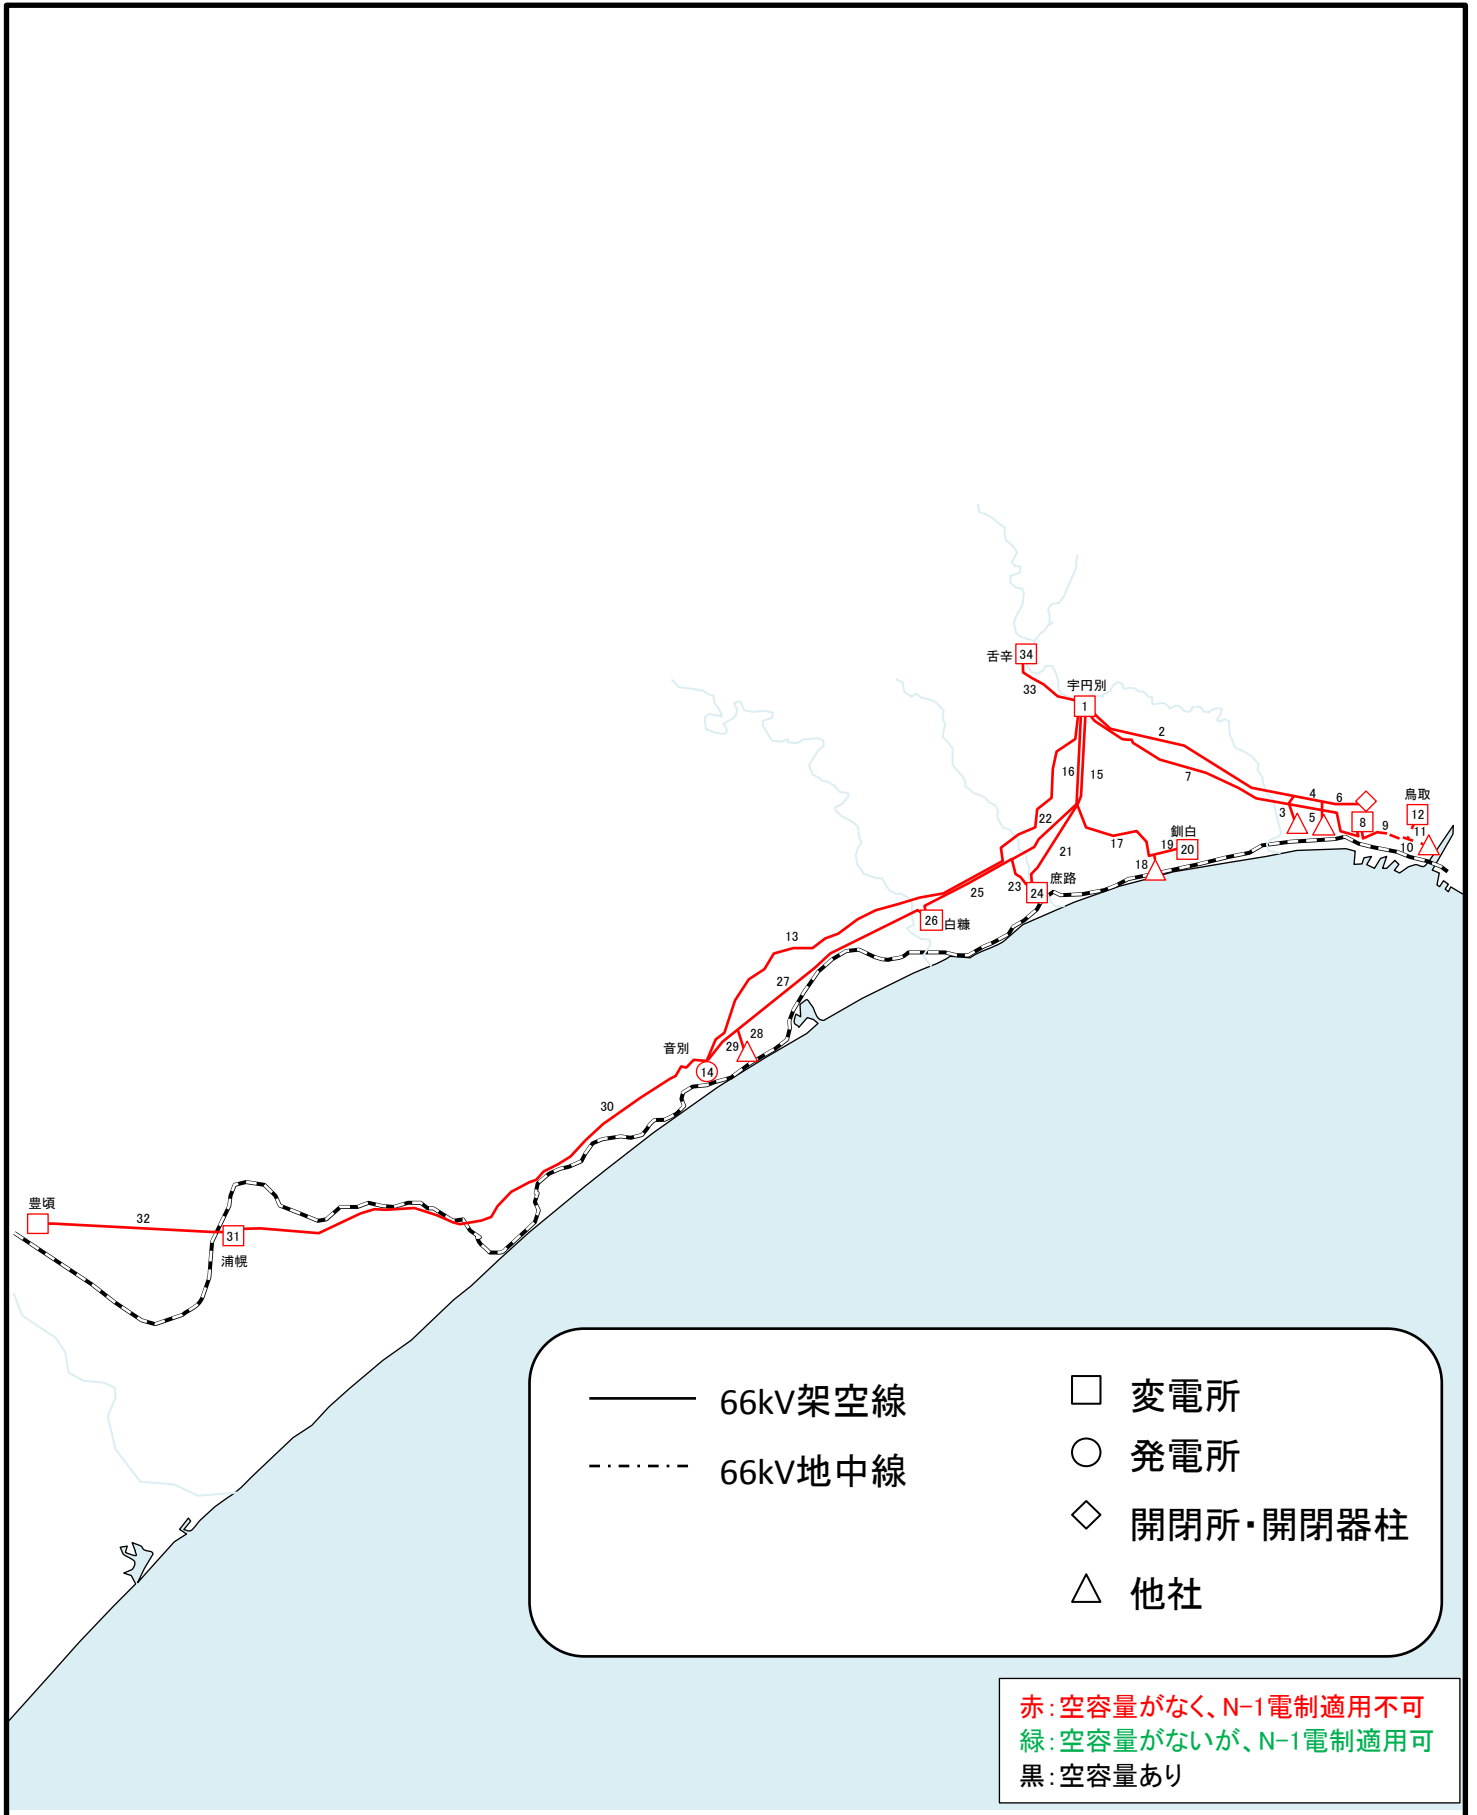 舌辛
34
33
宇円別
1
2
16
15
7
4
6
鳥取
3
5
8
9
12
11
10
22
21
17
釧白
19
20
18
25
23
24
庶路
26
白糠
13
27
28
29
音別
14
30
豊頃
32
31
浦幌
66kV架空線
66kV地中線
変電所
発電所
開閉所・開閉器柱
他社
赤：空容量がなく、N-1電制適用不可
緑：空容量がないが、N-1電制適用可
黒：空容量あり